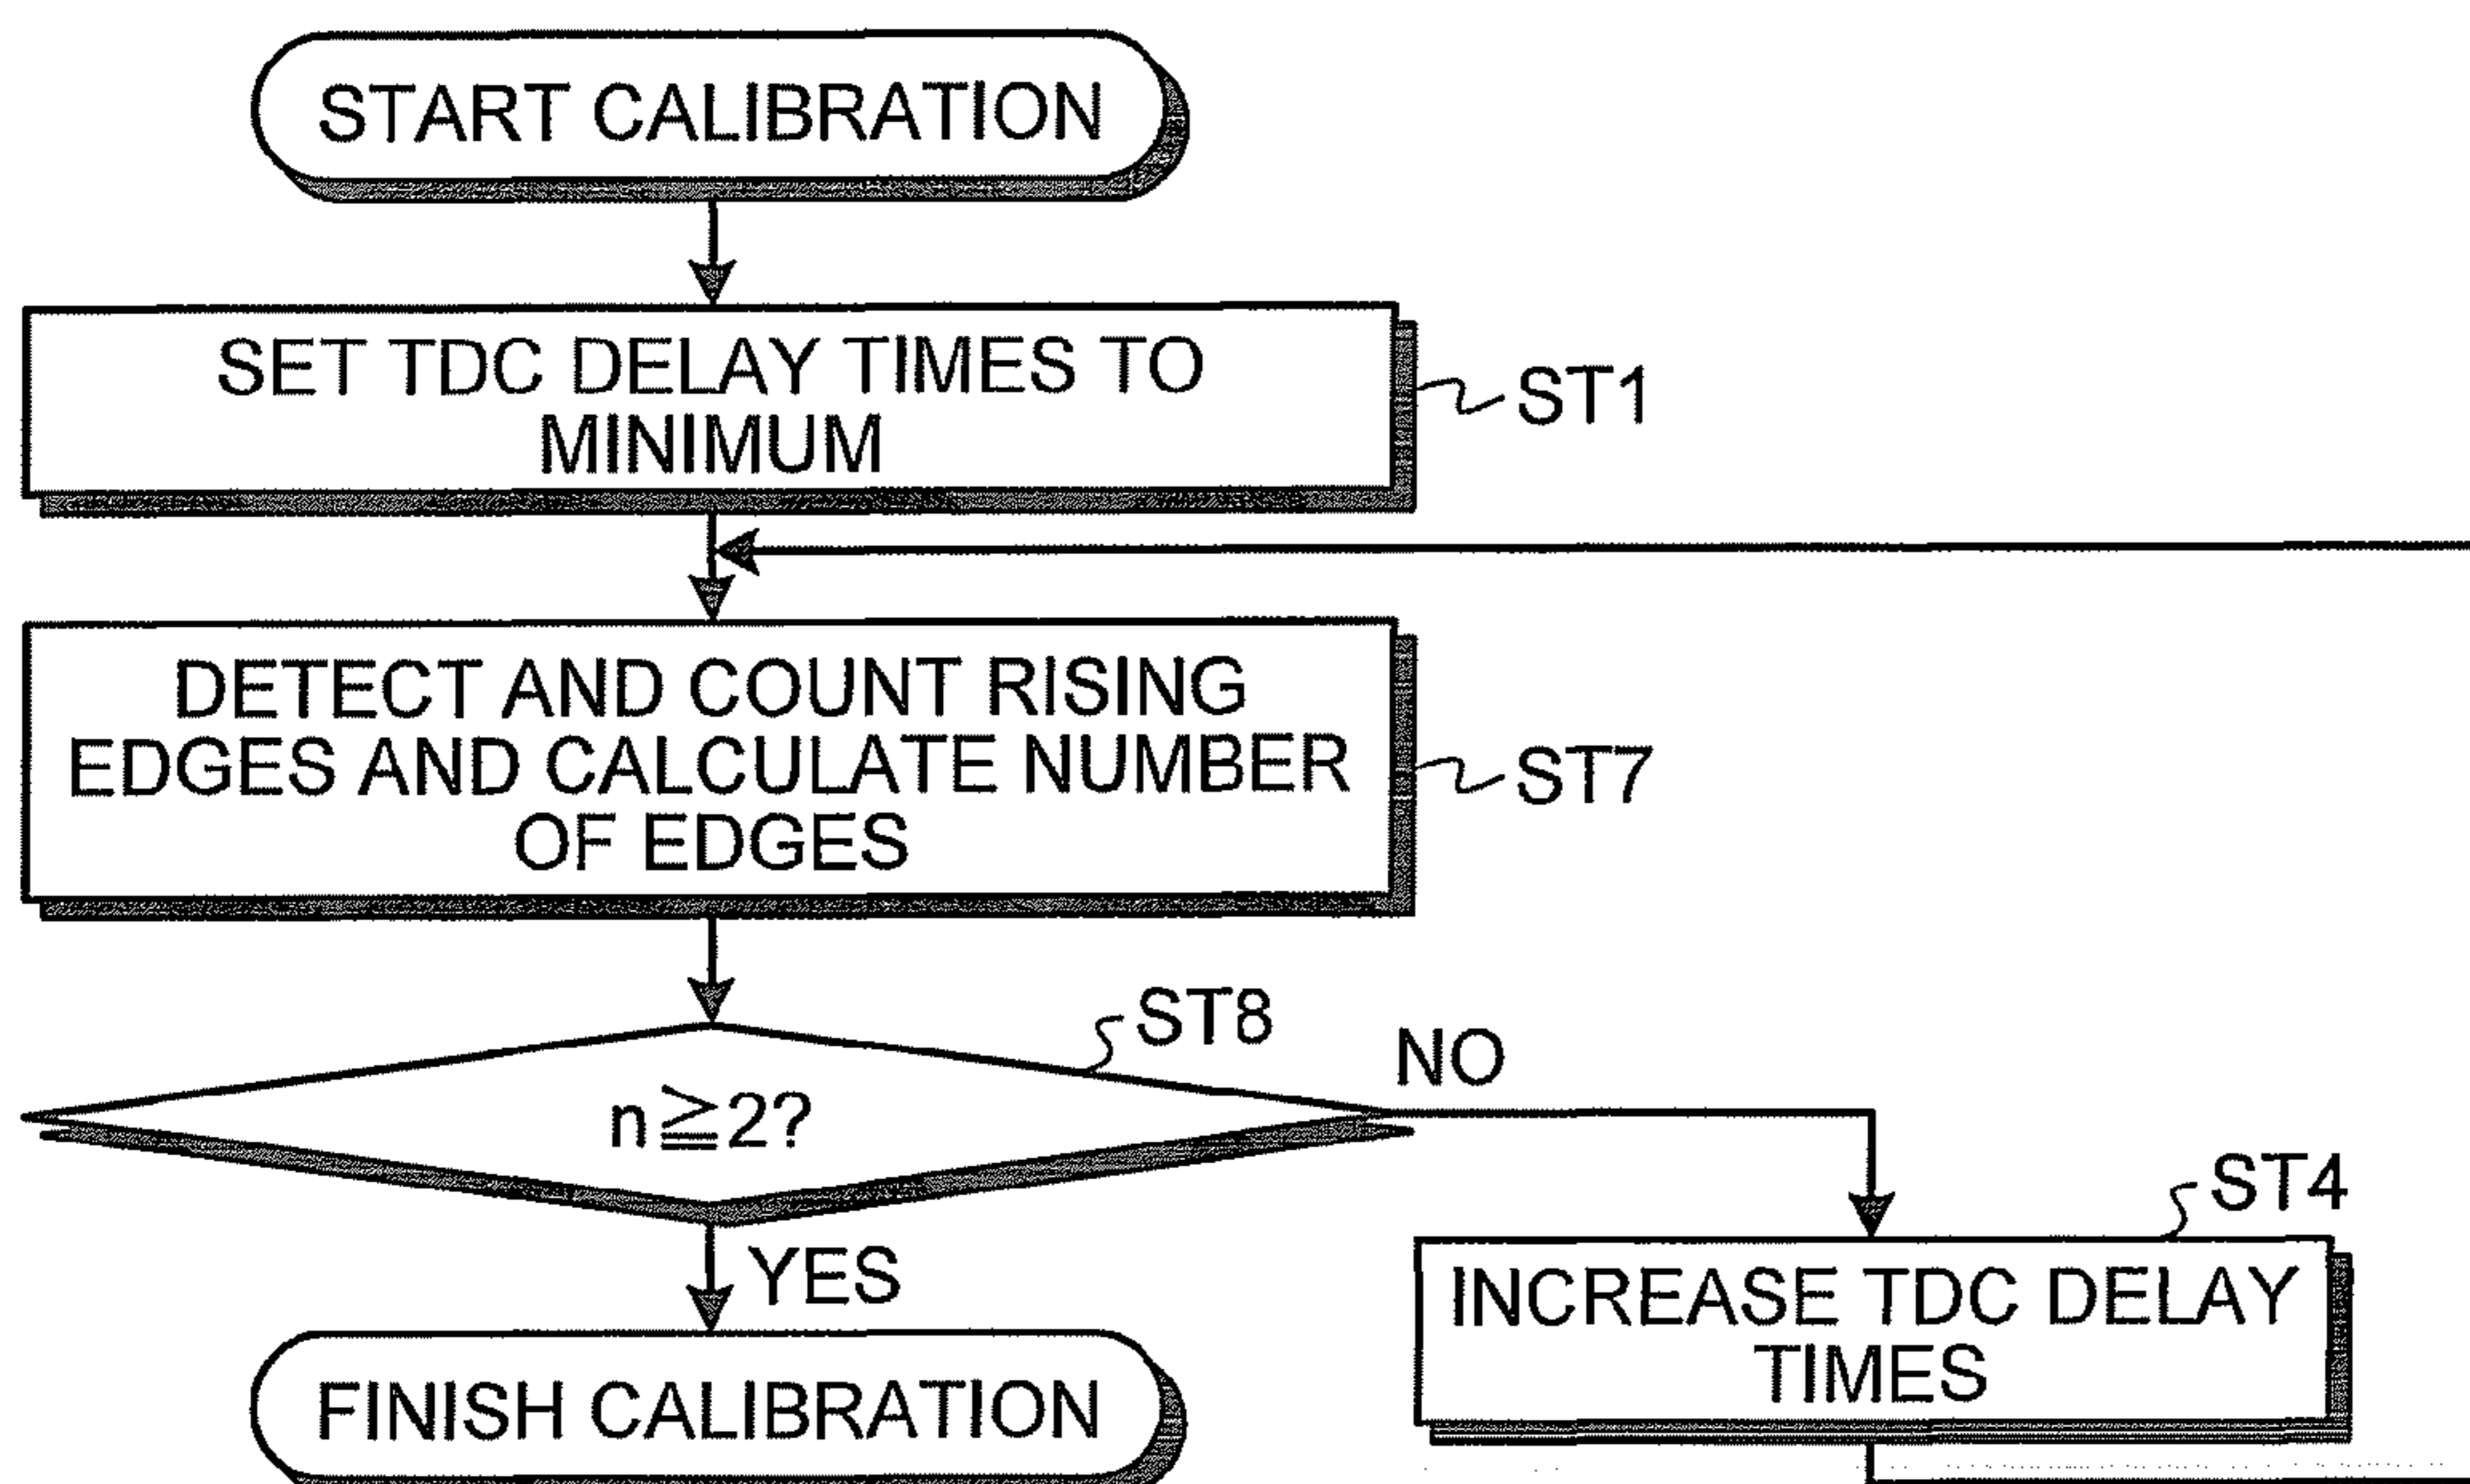 START CALIBRATION
SET TDC DELAY TIMES TO
MINIMUM
ST1
DETECT AND COUNT RISING
EDGES AND CALCULATE NUMBER
OF EDGES
ST7
ST8
n≧2?
NO
YES
ST4
INCREASE TDC DELAY
TIMES
FINISH CALIBRATION